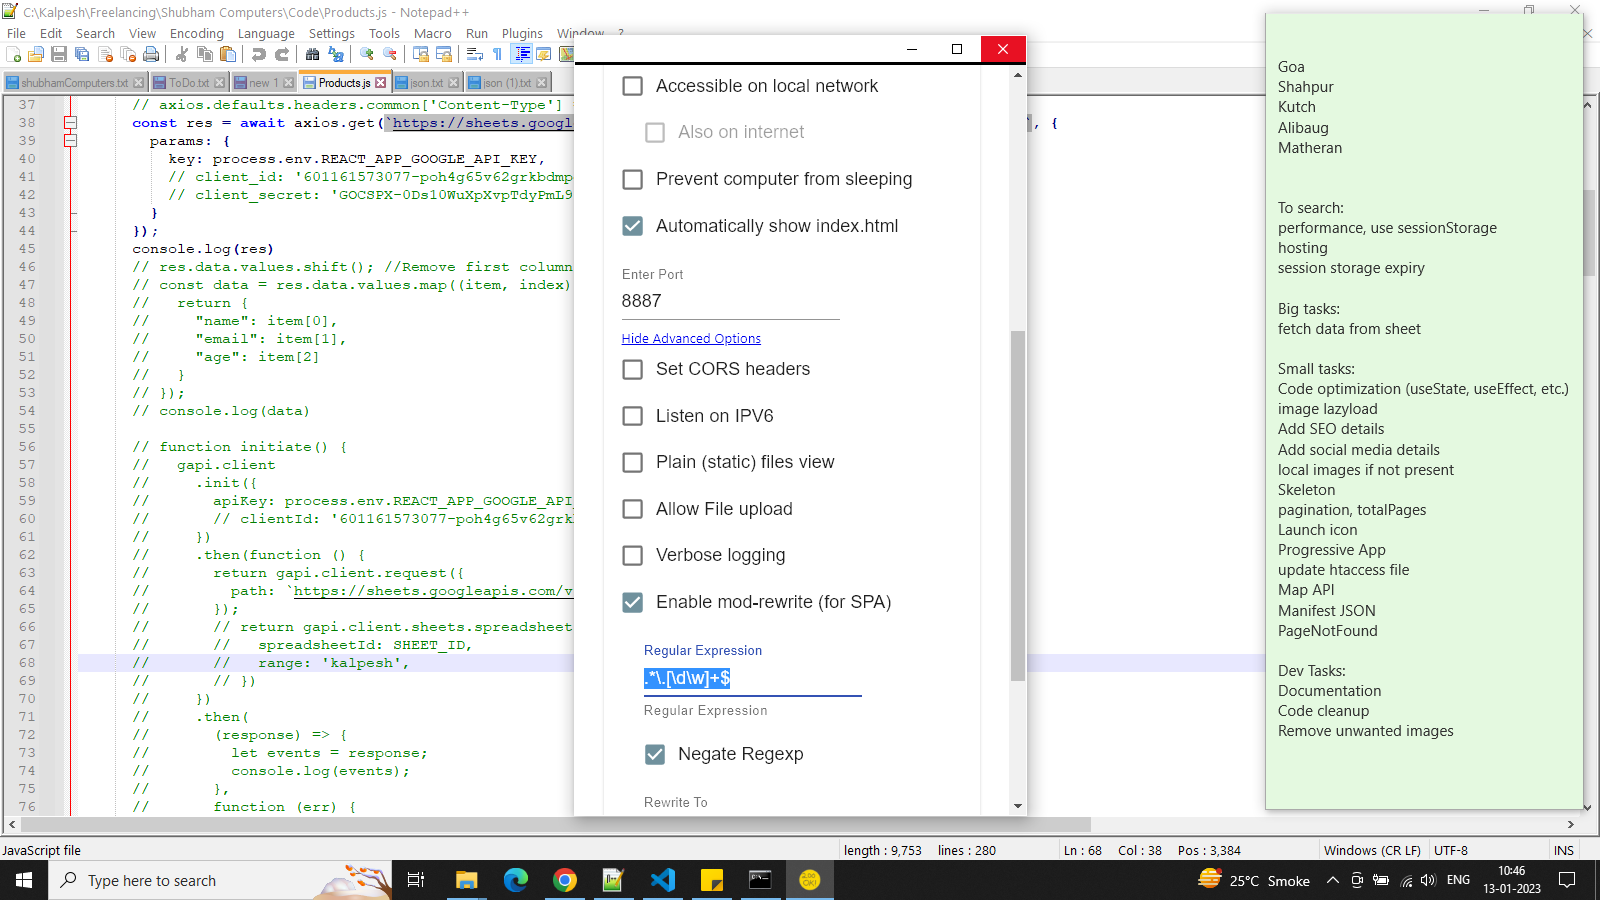 C:\Kalpesh\Freelancing\Shubham Computers\Code\Products.js - Notepad++
File Edit Search View Encoding Language Settings Tools Macro Run Plugins Window ?
shubhamComputers.txt ToDo.txt new 1 Products.js json.txt json (1).txt
37 // axios.defaults.headers.common['Content-Type']
38 const res = await axios.get(`https://sheets.googl `, {
39 params: {
40 key: process.env.REACT_APP_GOOGLE_API_KEY,
41 // client_id: '601161573077-poh4g65v62grkbdmp
42 // client_secret: 'GOCSPX-0Ds10WuXpXvpTdyPmL9
43 }
44 });
45 console.log(res)
46 // res.data.values.shift(); //Remove first column
47 // const data = res.data.values.map((item, index)
48 // return {
49 // "name": item[0],
50 // "email": item[1],
51 // "age": item[2]
52 // }
53 // });
54 // console.log(data)
55
56 // function initiate() {
57 // gapi.client
58 // .init({
59 // apiKey: process.env.REACT_APP_GOOGLE_API
60 // // clientId: '601161573077-poh4g65v62grk
61 // })
62 // .then(function () {
63 // return gapi.client.request({
64 // path: `https://sheets.googleapis.com/v
65 // });
66 // // return gapi.client.sheets.spreadsheet
67 // // spreadsheetId: SHEET_ID,
68 // // range: 'kalpesh',
69 // // })
70 // })
71 // .then(
72 // (response) => {
73 // let events = response;
74 // console.log(events);
75 // },
76 // function (err) {
Accessible on local network
Also on internet
Prevent computer from sleeping
Automatically show index.html
Enter Port
8887
Hide Advanced Options
Set CORS headers
Listen on IPV6
Plain (static) files view
Allow File upload
Verbose logging
Enable mod-rewrite (for SPA)
Regular Expression
.*\.[\d\w]+$
Regular Expression
Negate Regexp
Rewrite To
Goa
Shahpur
Kutch
Alibaug
Matheran
To search:
performance, use sessionStorage
hosting
session storage expiry
Big tasks:
fetch data from sheet
Small tasks:
Code optimization (useState, useEffect, etc.)
image lazyload
Add SEO details
Add social media details
local images if not present
Skeleton
pagination, totalPages
Launch icon
Progressive App
update htaccess file
Map API
Manifest JSON
PageNotFound
Dev Tasks:
Documentation
Code cleanup
Remove unwanted images
JavaScript file length : 9,753 lines : 280 Ln : 68 Col : 38 Pos : 3,384 Windows (CR LF) UTF-8 INS
Type here to search
200 OK!
25°C Smoke
ENG
10:46
13-01-2023